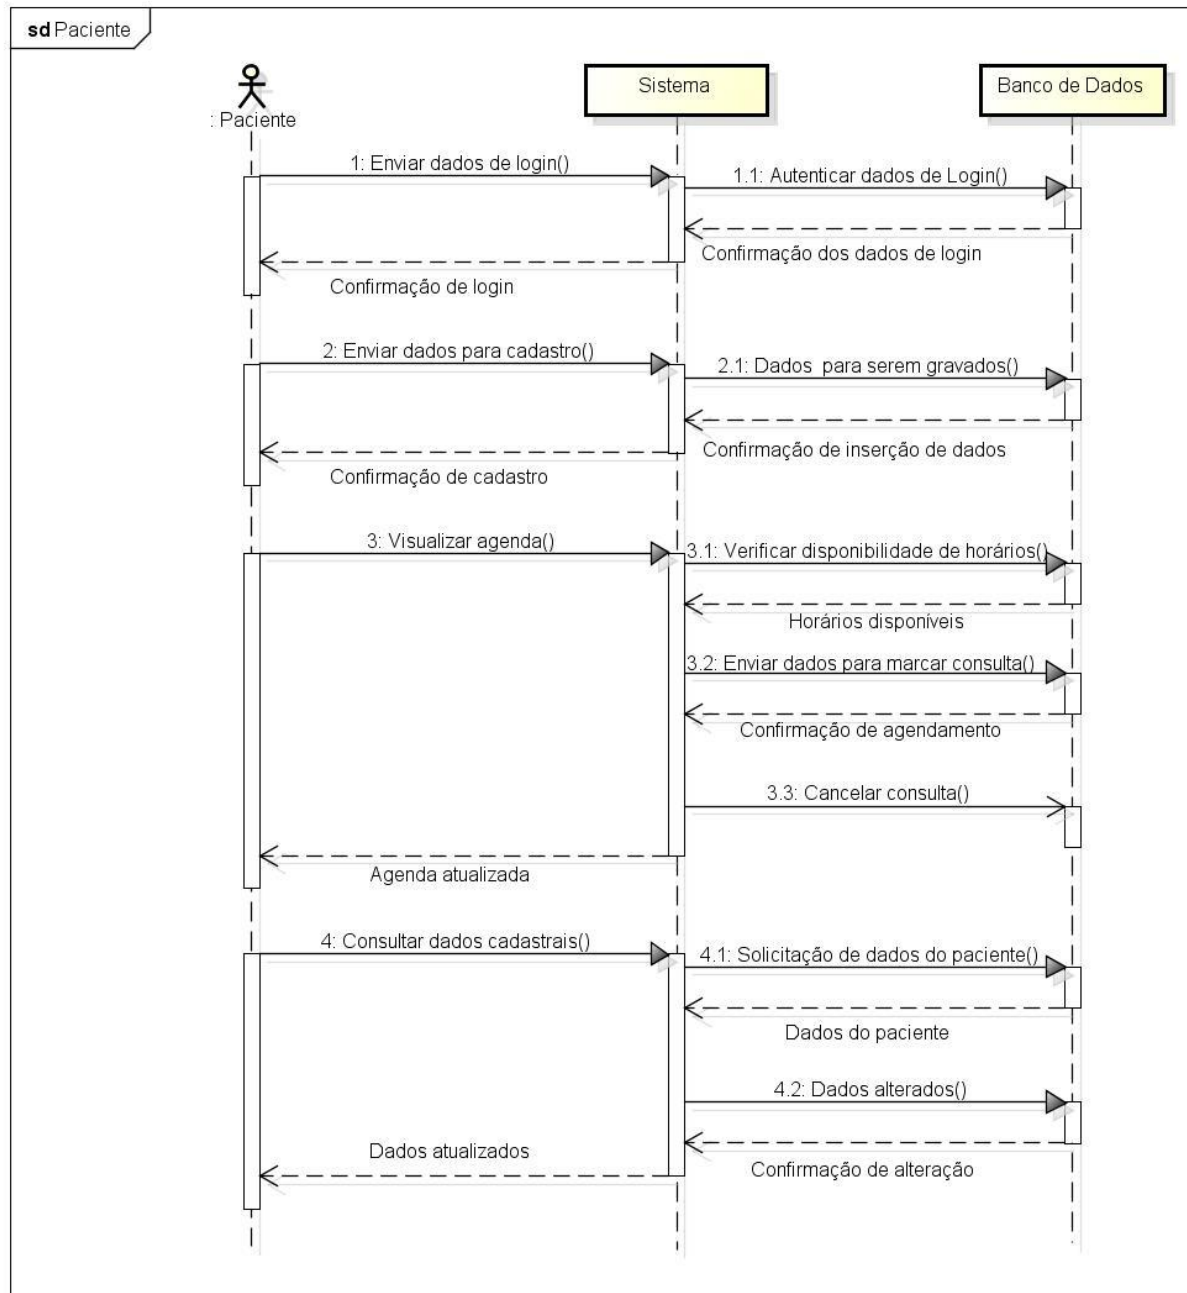 sd Paciente
: Paciente
Sistema
Banco de Dados
1: Enviar dados de login()
1.1: Autenticar dados de Login()
Confirmação dos dados de login
Confirmação de login
2: Enviar dados para cadastro()
2.1: Dados  para serem gravados()
Confirmação de inserção de dados
Confirmação de cadastro
3: Visualizar agenda()
3.1: Verificar disponibilidade de horários()
Horários disponíveis
3.2: Enviar dados para marcar consulta()
Confirmação de agendamento
3.3: Cancelar consulta()
Agenda atualizada
4: Consultar dados cadastrais()
4.1: Solicitação de dados do paciente()
Dados do paciente
4.2: Dados alterados()
Dados atualizados
Confirmação de alteração